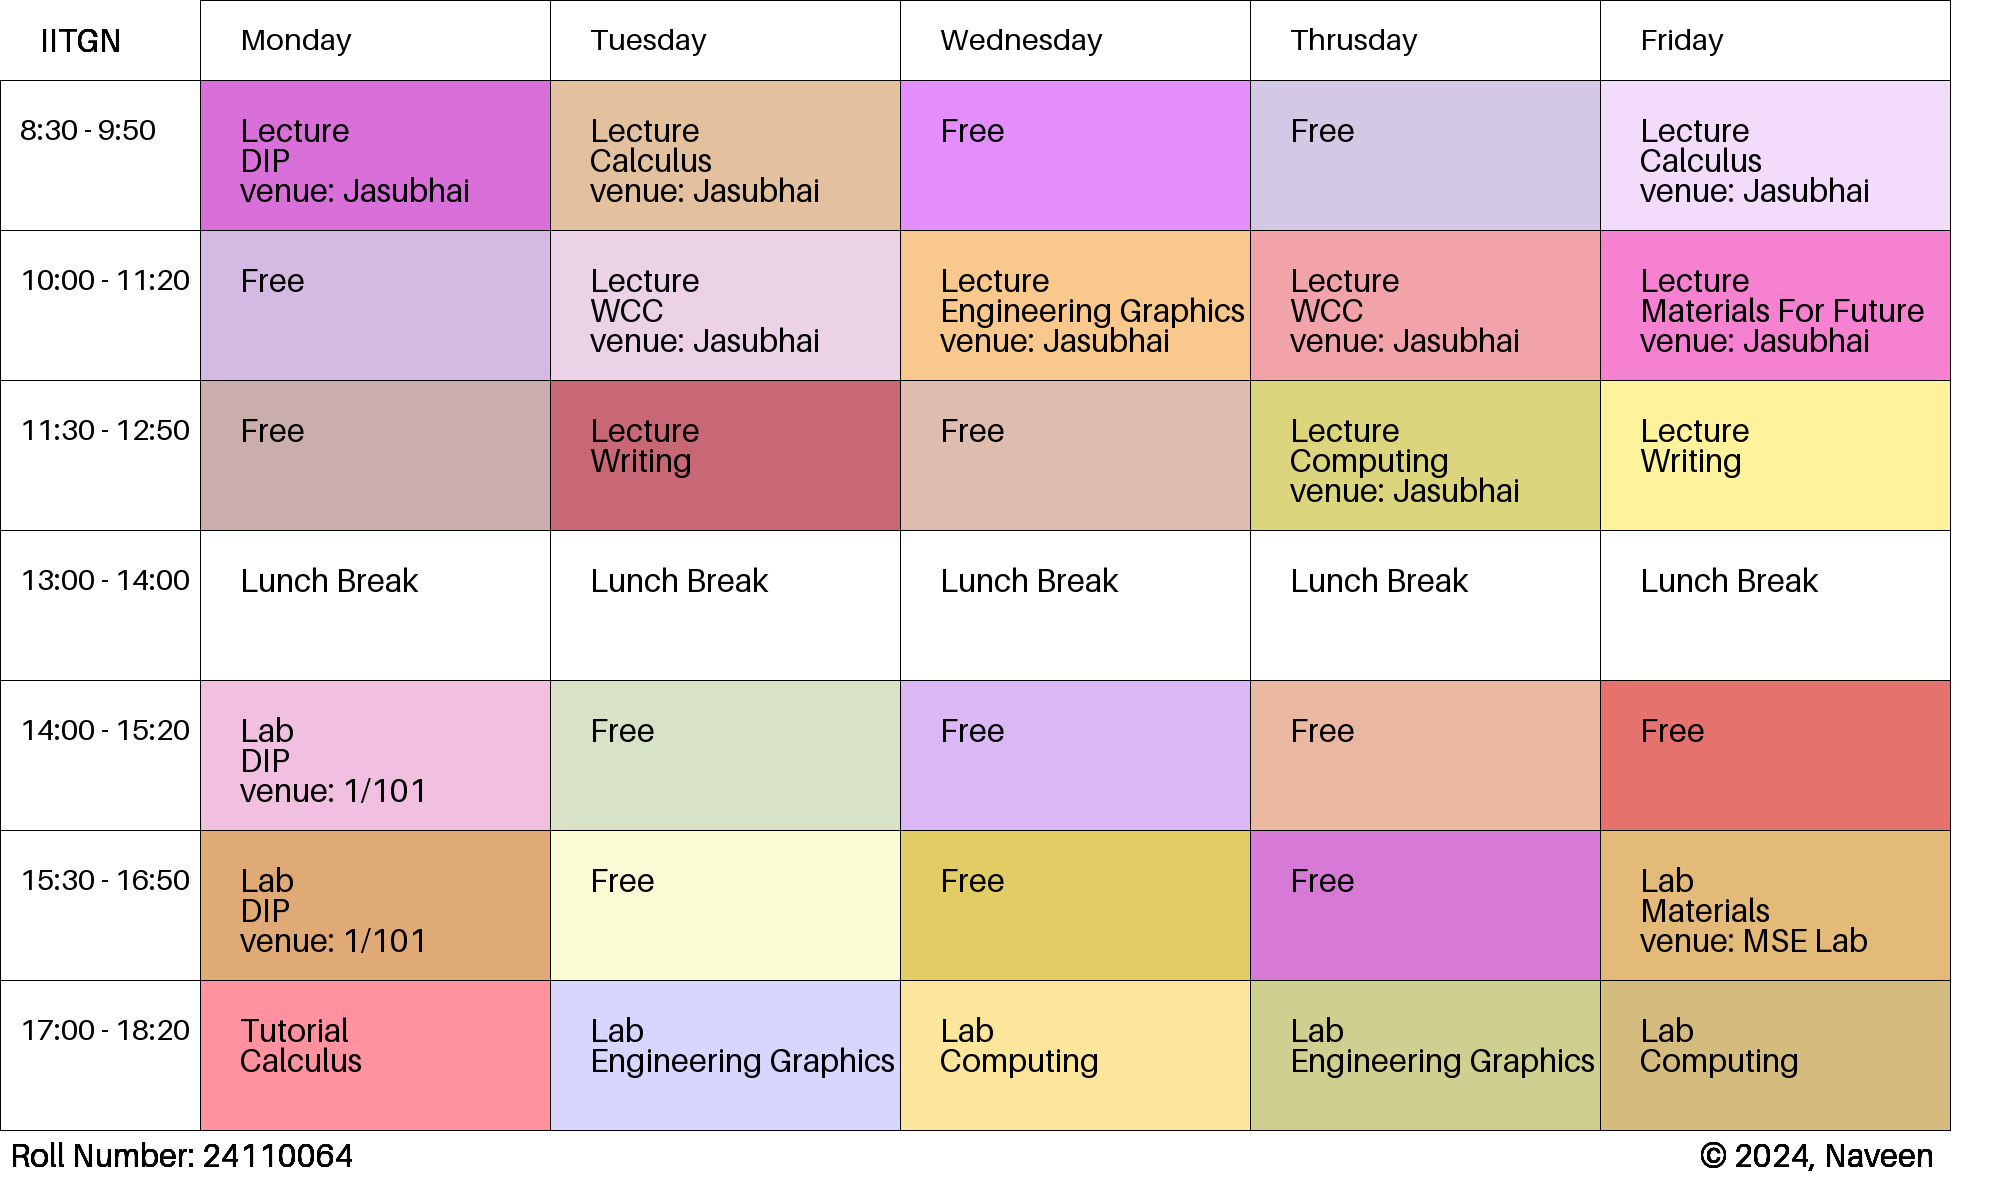 IITGN Monday Tuesday Wednesday Thrusday Friday
8:30 - 9:50
Lecture
DIP
venue: Jasubhai
Lecture
Calculus
venue: Jasubhai
Free
Free
Lecture
Calculus
venue: Jasubhai
10:00 - 11:20
Free
Lecture
WCC
venue: Jasubhai
Lecture
Engineering Graphics
venue: Jasubhai
Lecture
WCC
venue: Jasubhai
Lecture
Materials For Future
venue: Jasubhai
11:30 - 12:50
Free
Lecture
Writing
Free
Lecture
Computing
venue: Jasubhai
Lecture
Writing
13:00 - 14:00
Lunch Break
Lunch Break
Lunch Break
Lunch Break
Lunch Break
14:00 - 15:20
Lab
DIP
venue: 1/101
Free
Free
Free
Free
15:30 - 16:50
Lab
DIP
venue: 1/101
Free
Free
Free
Lab
Materials
venue: MSE Lab
17:00 - 18:20
Tutorial
Calculus
Lab
Engineering Graphics
Lab
Computing
Lab
Engineering Graphics
Lab
Computing
Roll Number: 24110064
© 2024, Naveen